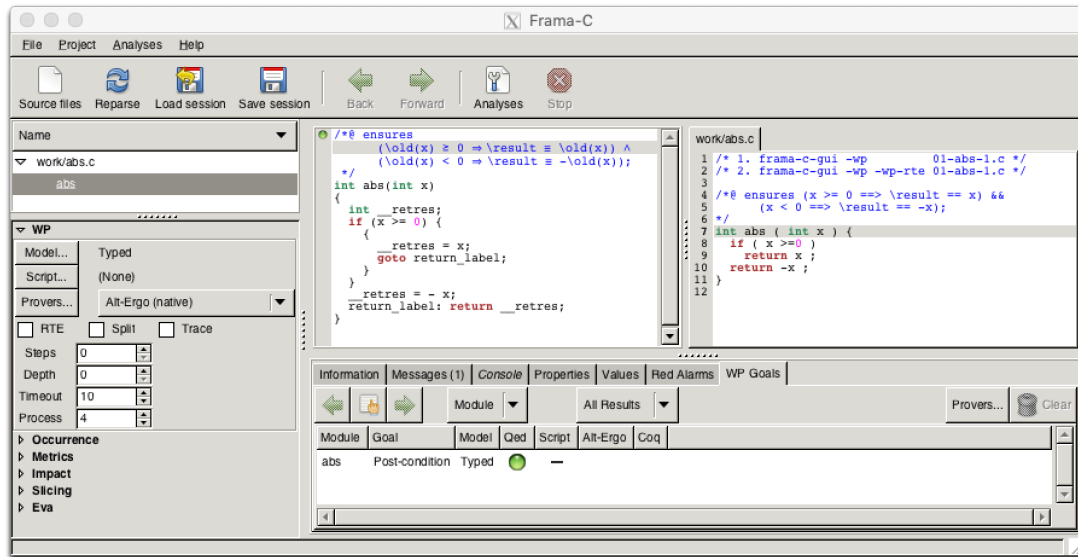 Frama-C
File Project Analyses Help
Source files Reparse Load session Save session Back Forward Analyses Stop
Name
work/abs.c
abs
WP
Model... Typed
Script... (None)
Provers... Alt-Ergo (native)
RTE Split Trace
Steps 0
Depth 0
Timeout 10
Process 4
Occurrence
Metrics
Impact
Slicing
Eva
/*@ ensures
(\old(x) ≥ 0 ⇒ \result ≡ \old(x)) ∧
(\old(x) < 0 ⇒ \result ≡ -\old(x));
*/
int abs(int x)
{
int __retres;
if (x >= 0) {
{
__retres = x;
goto return_label;
}
}
__retres = - x;
return_label: return __retres;
}
work/abs.c
1 /* 1. frama-c-gui -wp 01-abs-1.c */
2 /* 2. frama-c-gui -wp -wp-rte 01-abs-1.c */
3
4 /*@ ensures (x >= 0 ==> \result == x) &&
5 (x < 0 ==> \result == -x);
6 */
7 int abs ( int x ) {
8 if ( x >=0 )
9 return x ;
10 return -x ;
11 }
12
Information Messages (1) Console Properties Values Red Alarms WP Goals
Module All Results Provers... Clear
Module Goal Model Qed Script Alt-Ergo Coq
abs Post-condition Typed —